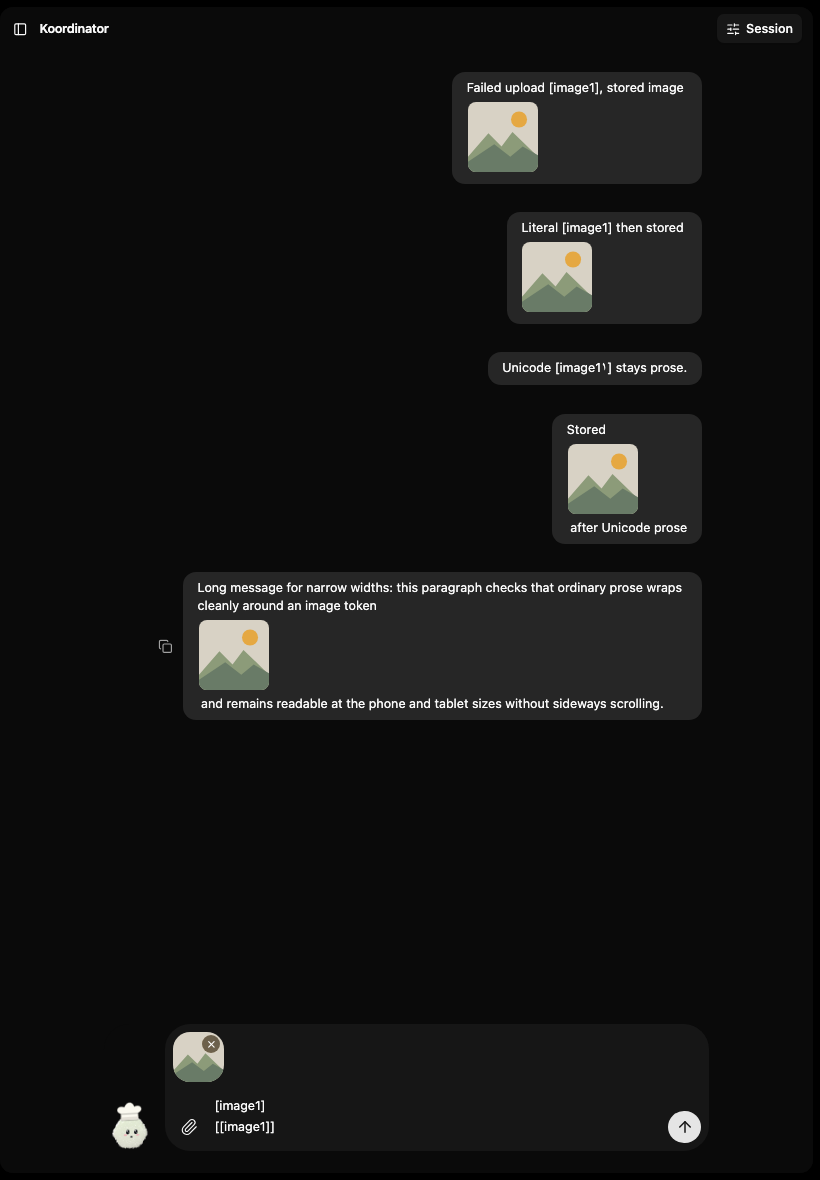 Koordinator
Session
Failed upload [image1], stored image
Literal [image1] then stored
Unicode [image1١] stays prose.
Stored
after Unicode prose
Long message for narrow widths: this paragraph checks that ordinary prose wraps
cleanly around an image token
and remains readable at the phone and tablet sizes without sideways scrolling.
[image1]
[[image1]]